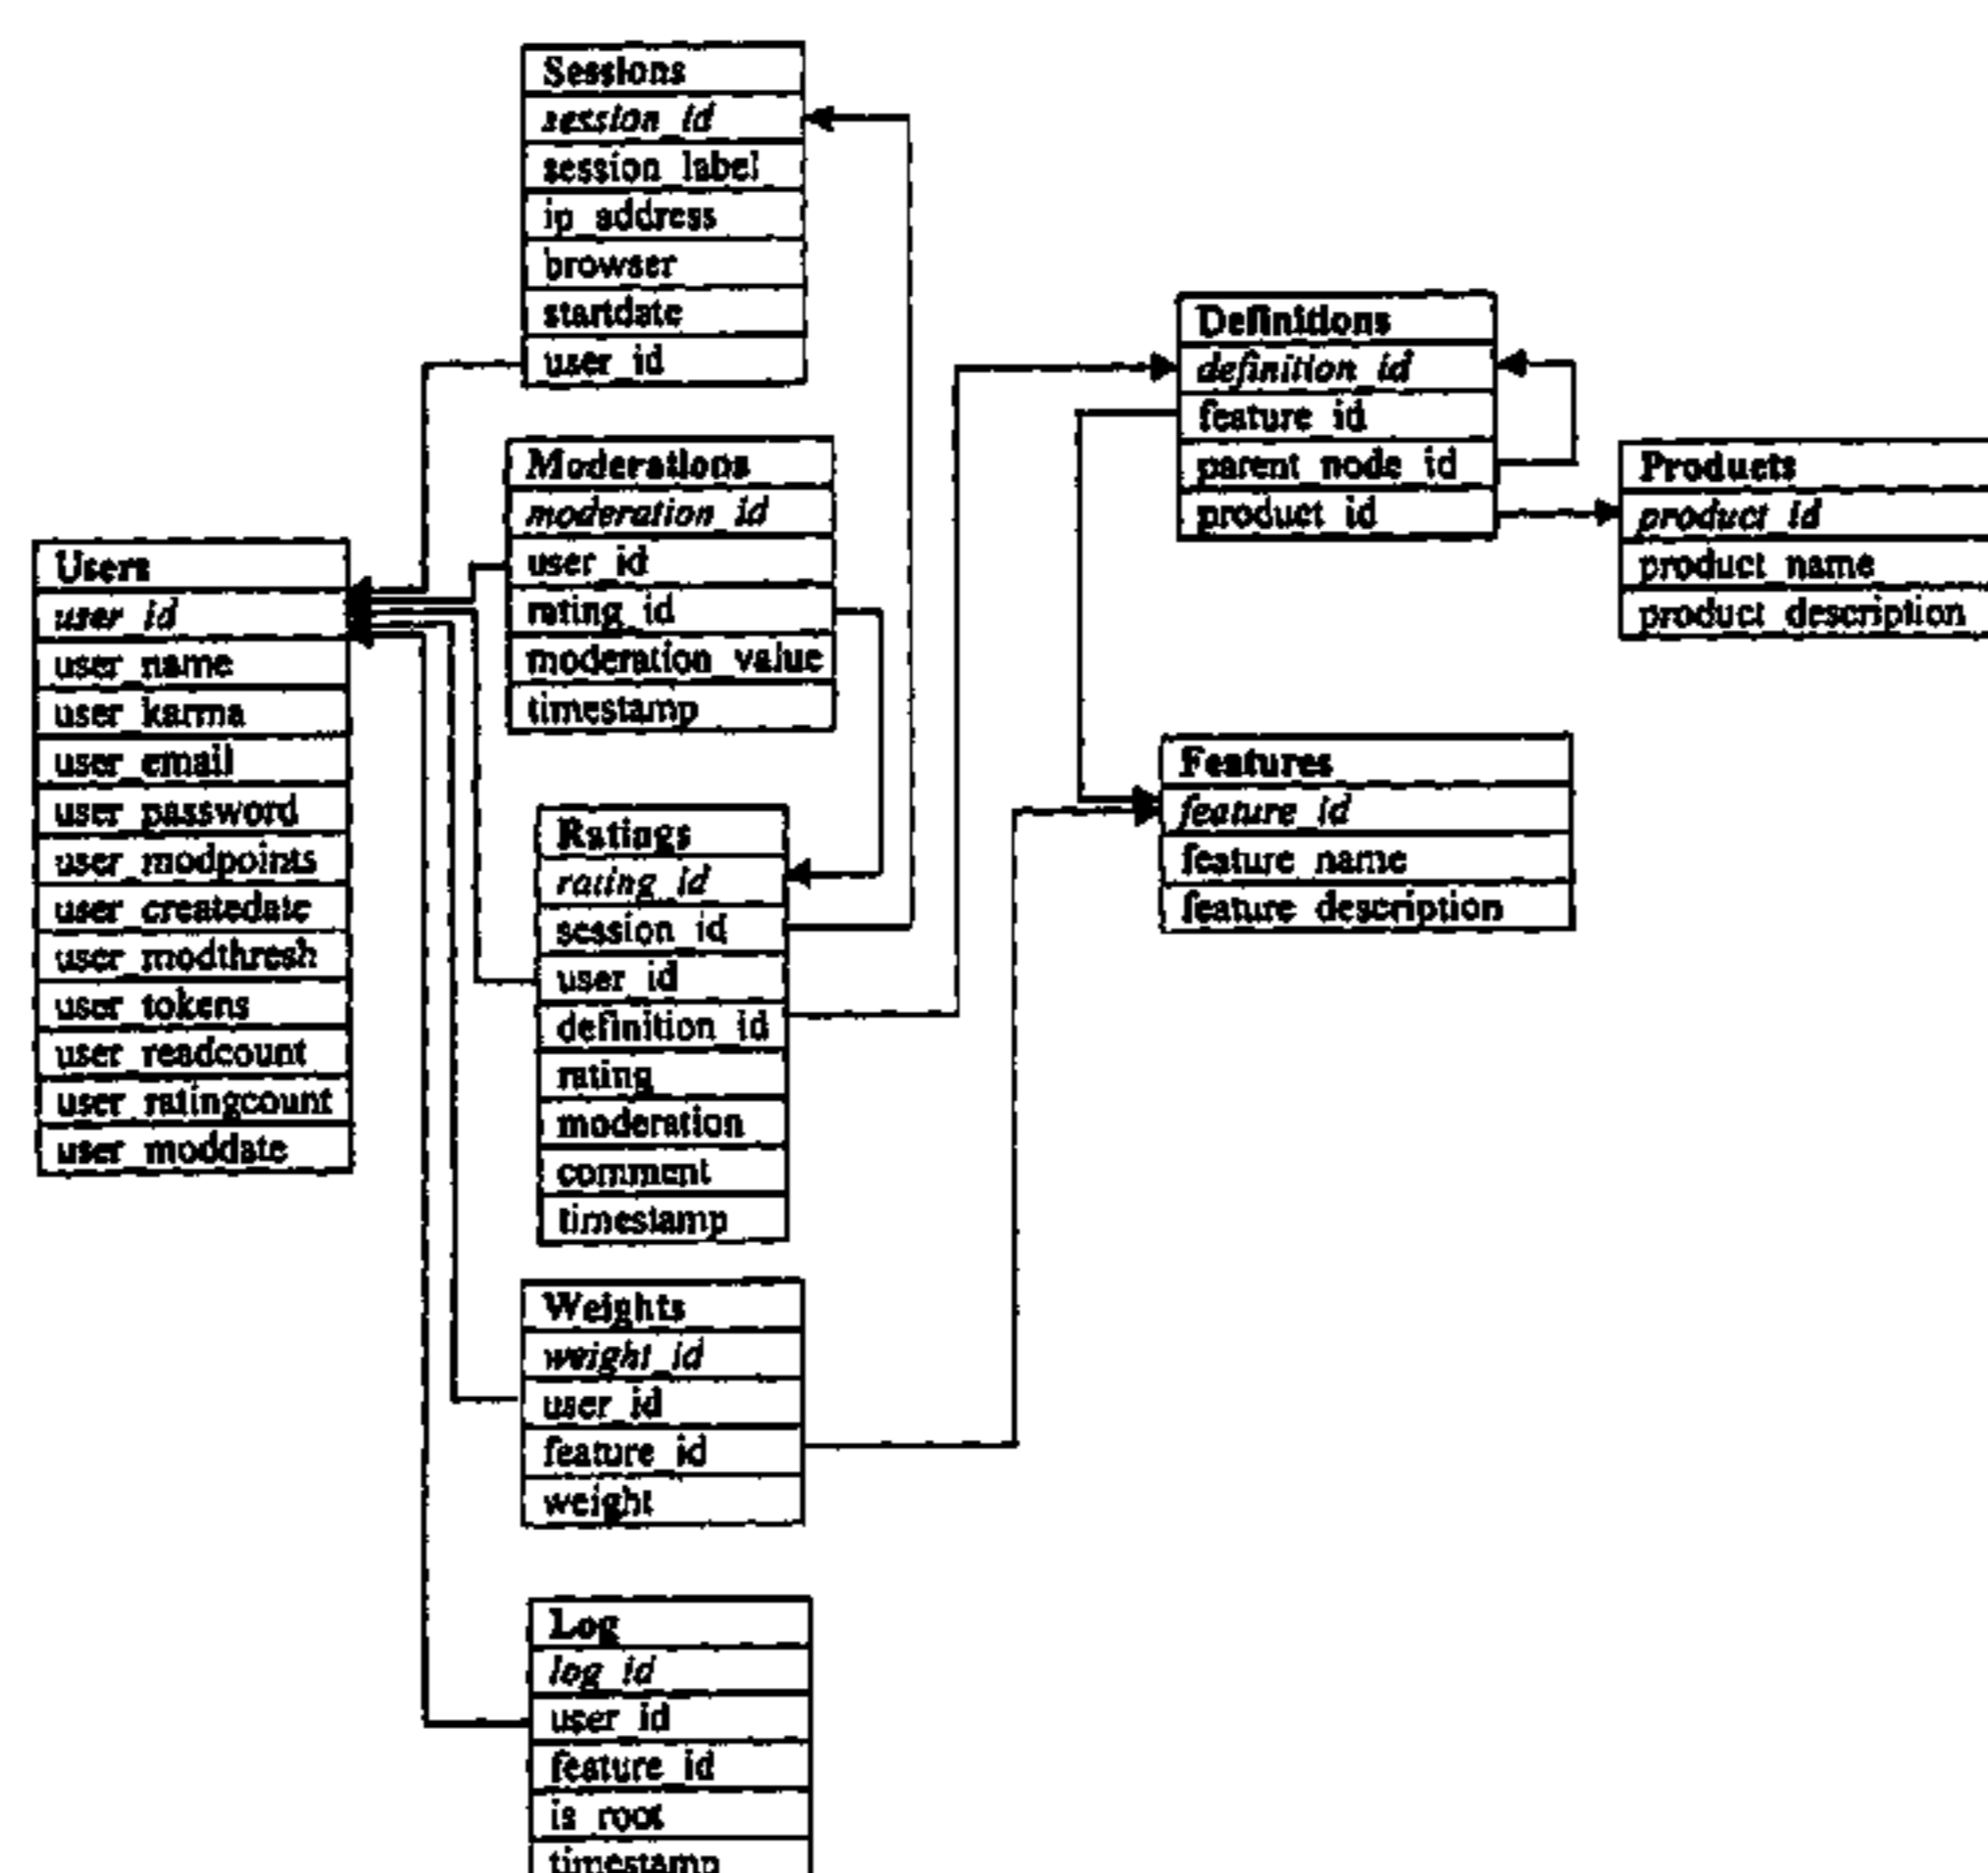 Sessions
session_id
session_label
ip_address
browser
startdate
user_id
Moderations
moderation_id
user_id
rating_id
moderation_value
timestamp
Users
user_id
user_name
user_karma
user_email
user_password
user_modpoints
user_createdate
user_modthresh
user_tokens
user_readcount
user_ratingcount
user_moddate
Ratings
rating_id
session_id
user_id
definition_id
rating
moderation
comment
timestamp
Weights
weight_id
user_id
feature_id
weight
Log
log_id
user_id
feature_id
is_root
timestamp
Definitions
definition_id
feature_id
parent_node_id
product_id
Products
product_id
product_name
product_description
Features
feature_id
feature_name
feature_description